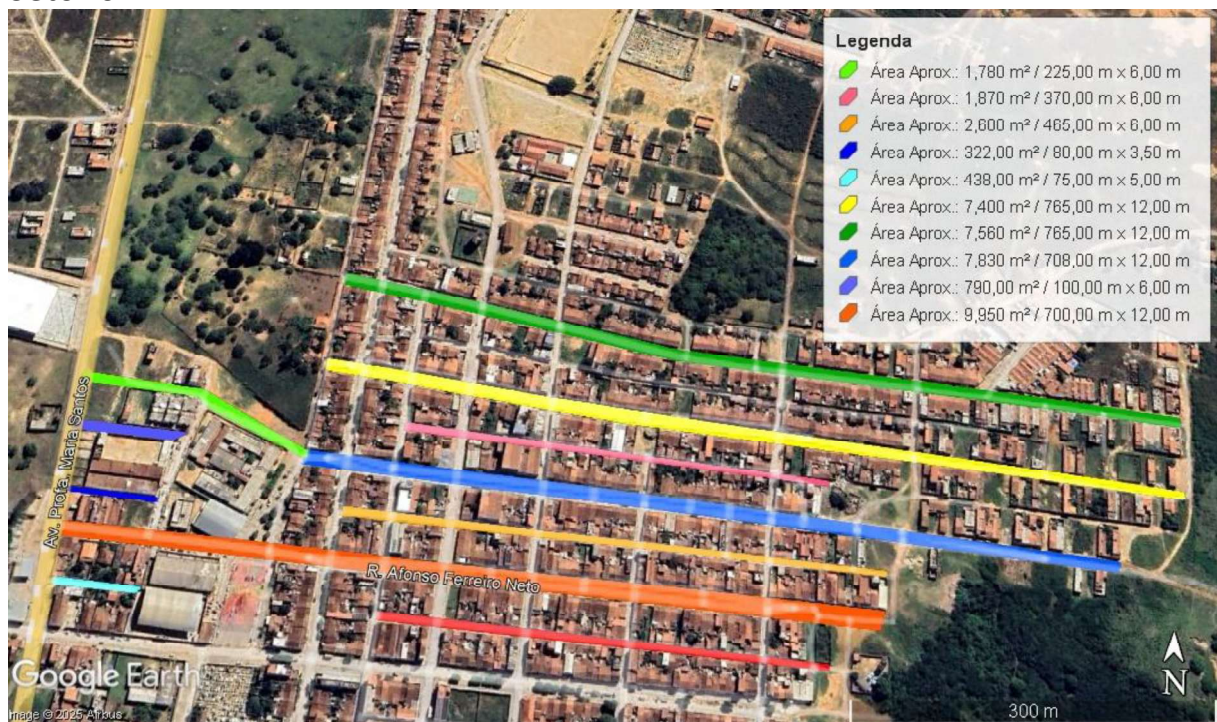 Legenda
Área Aprox.: 1,780 m² / 225,00 m x 6,00 m
Área Aprox.: 1,870 m² / 370,00 m x 6,00 m
Área Aprox.: 2,600 m² / 465,00 m x 6,00 m
Área Aprox.: 322,00 m² / 80,00 m x 3,50 m
Área Aprox.: 438,00 m² / 75,00 m x 5,00 m
Área Aprox.: 7,400 m² / 765,00 m x 12,00 m
Área Aprox.: 7,560 m² / 765,00 m x 12,00 m
Área Aprox.: 7,830 m² / 708,00 m x 12,00 m
Área Aprox.: 790,00 m² / 100,00 m x 6,00 m
Área Aprox.: 9,950 m² / 700,00 m x 12,00 m
Av. Profa. Mara Santos
R. Afonso Ferreiro Neto
Google Earth
N
300 m
Image © 2025 Airbus